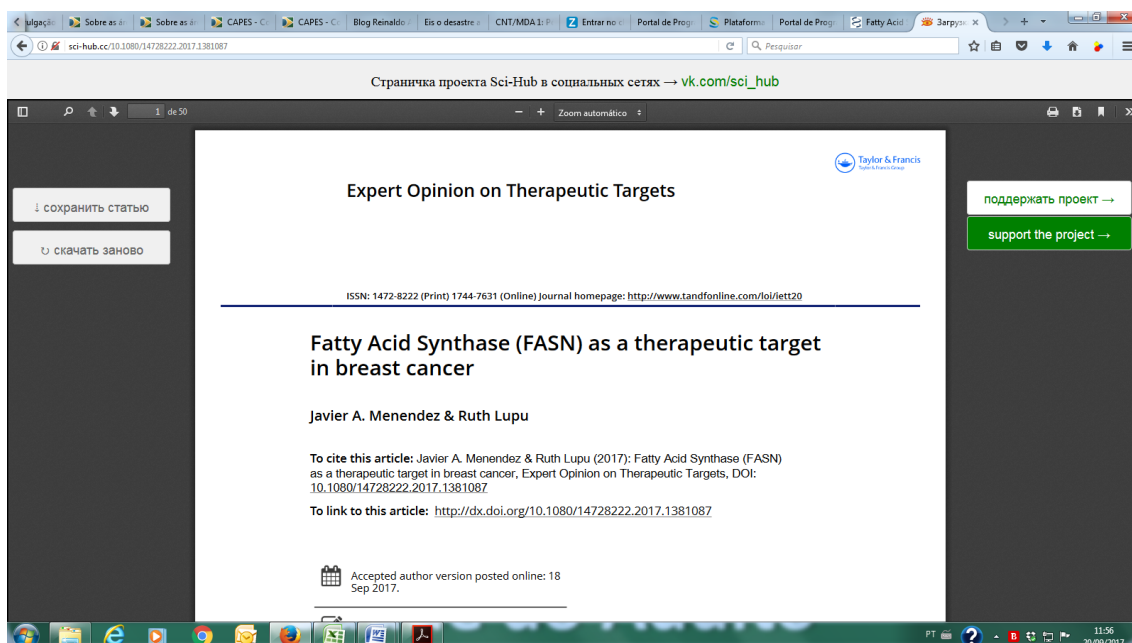 Sobre as ár
Sobre as ár
CAPES - C
CAPES - C
Blog Reinaldo
Eis o desastre a
CNT/MDA 1:
Entrar no
Portal de Progr
Plataforma
Portal de Progr
Fatty Acid
Загрузк
sci-hub.cc/10.1080/14728222.2017.1381087
Pesquisar
Страничка проекта Sci-Hub в социальных сетях → vk.com/sci_hub
1 de 50
Zoom automático
Taylor & Francis
Taylor & Francis Group
Expert Opinion on Therapeutic Targets
↓ сохранить статью
↻ скачать заново
поддержать проект →
support the project →
ISSN: 1472-8222 (Print) 1744-7631 (Online) Journal homepage: http://www.tandfonline.com/loi/iett20
Fatty Acid Synthase (FASN) as a therapeutic target
in breast cancer
Javier A. Menendez & Ruth Lupu
To cite this article: Javier A. Menendez & Ruth Lupu (2017): Fatty Acid Synthase (FASN)
as a therapeutic target in breast cancer, Expert Opinion on Therapeutic Targets, DOI:
10.1080/14728222.2017.1381087
To link to this article: http://dx.doi.org/10.1080/14728222.2017.1381087
Accepted author version posted online: 18
Sep 2017.
PT
11:56
20/09/2017